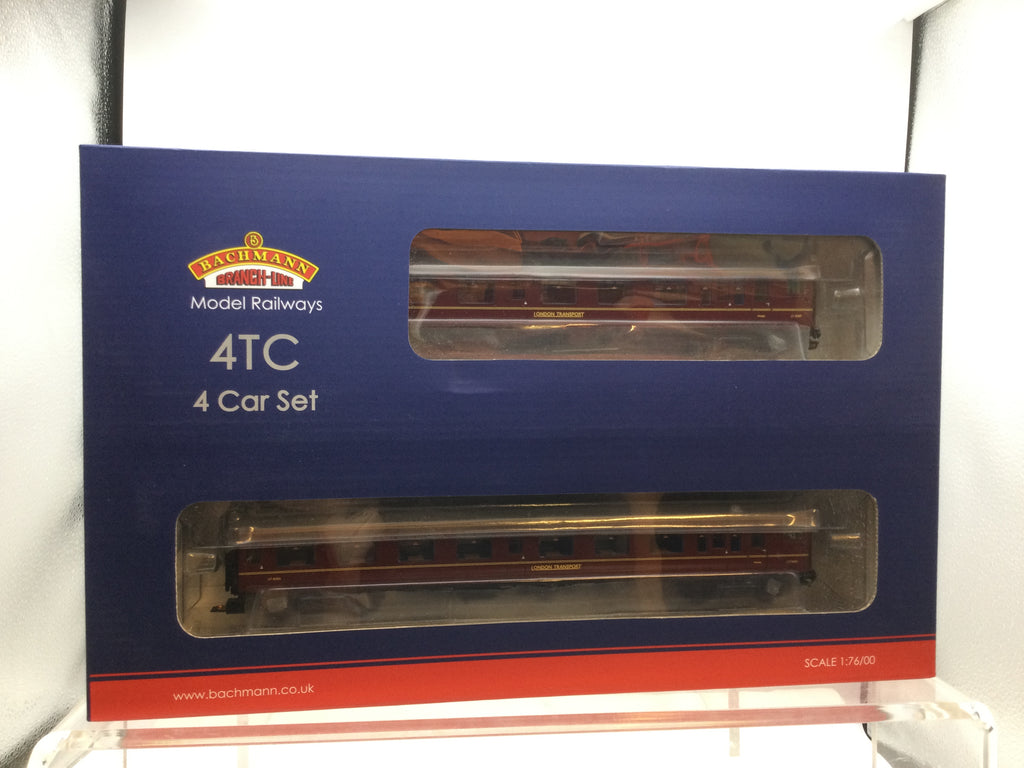 BACHMANN
BRANCH-LINE
Model Railways
4TC
4 Car Set
LONDON TRANSPORT
LONDON TRANSPORT
www.bachmann.co.uk
SCALE 1:76/00